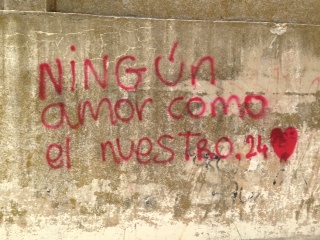 NINGÚN
amor como
el nuestro. 24 ♥